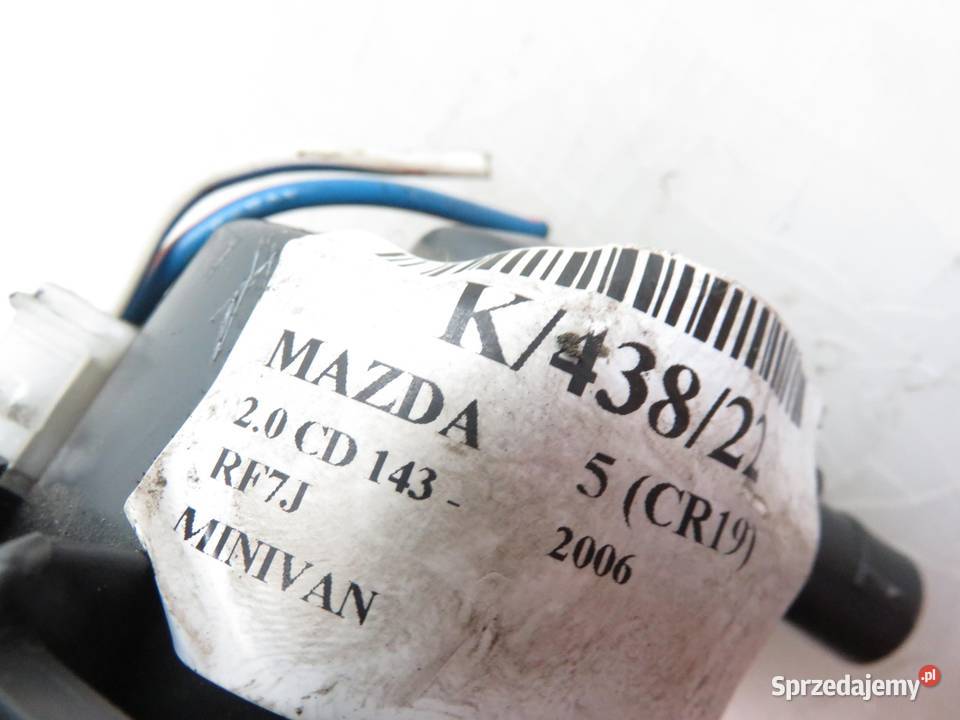 K/438/22
MAZDA 5 (CR19)
2.0 CD 143 - 2006
RF7J
MINIVAN
Sprzedajemy.pl